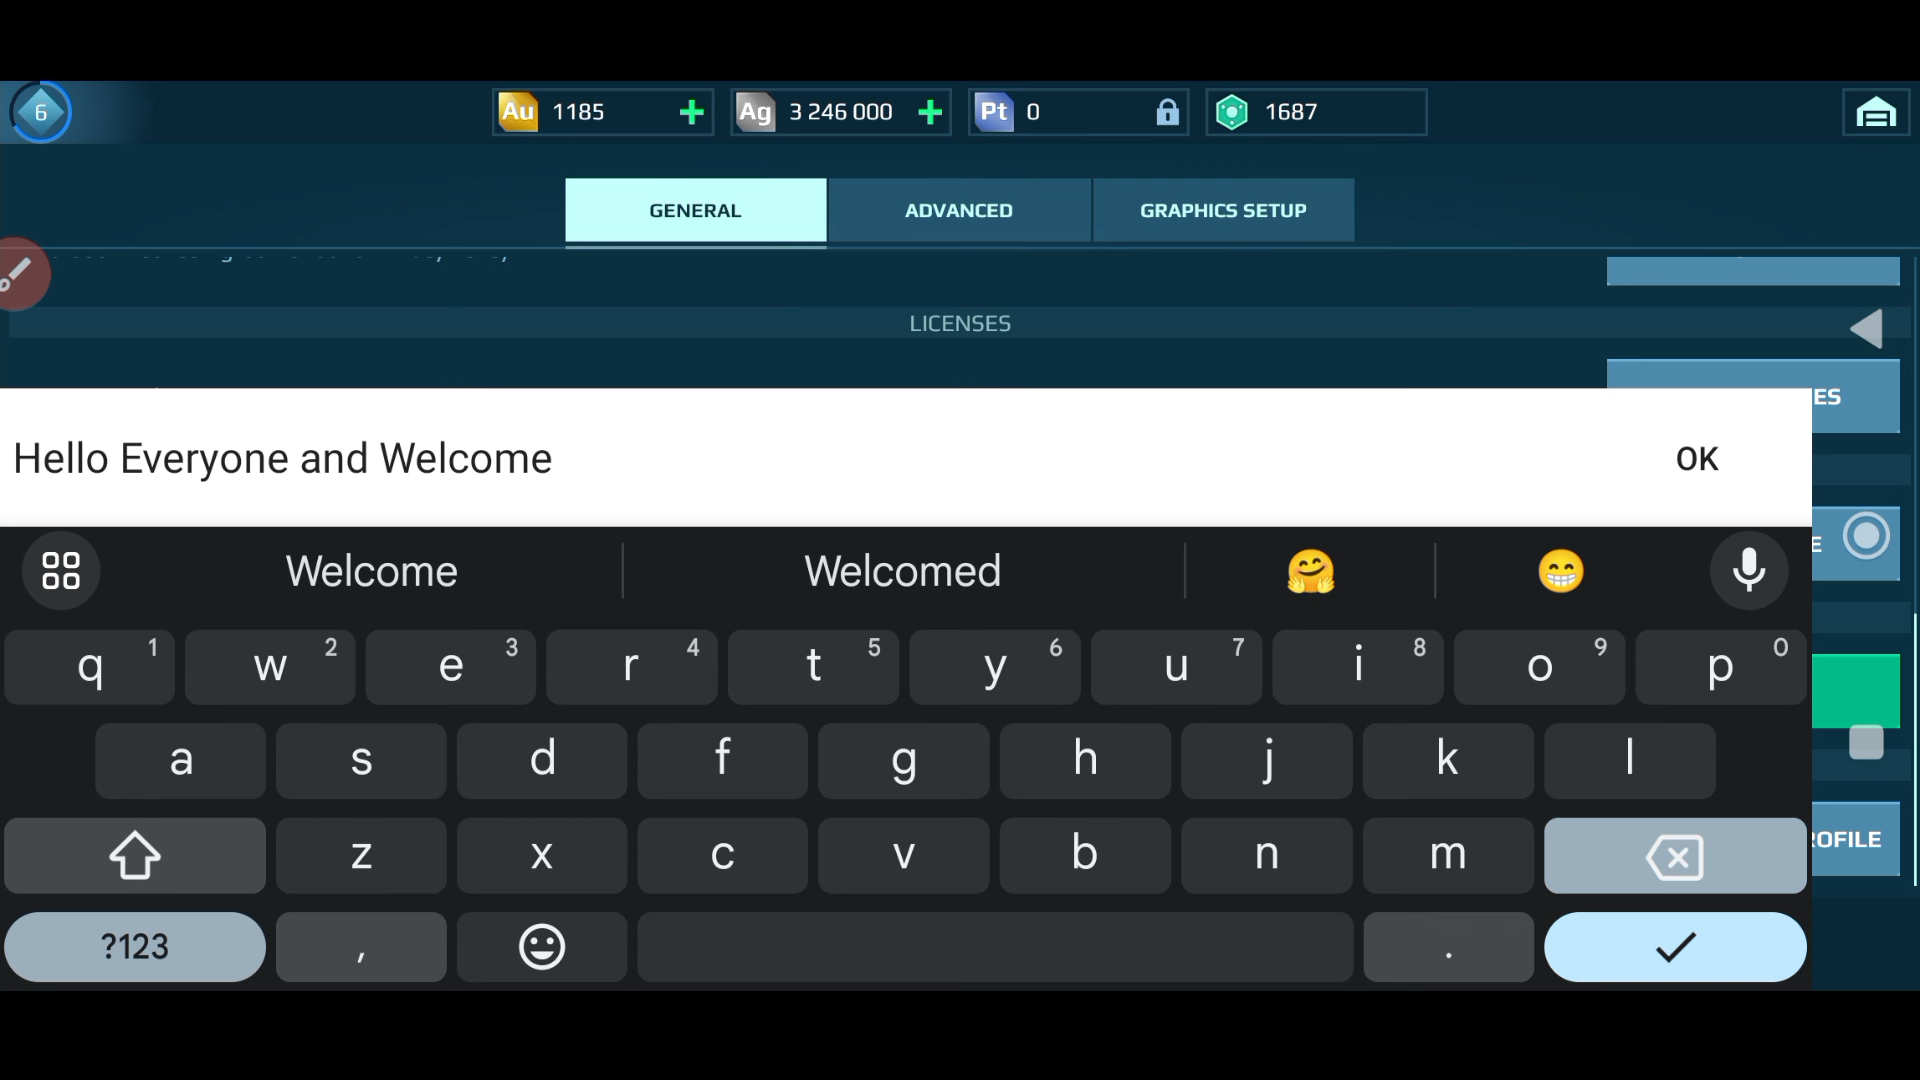 6
Au 1185
Ag 3 246 000
Pt 0
1687
GENERAL
ADVANCED
GRAPHICS SETUP
LICENSES
ES
Hello Everyone and Welcome
OK
E
Welcome
Welcomed
q 1 w 2 e 3 r 4 t 5 y 6 u 7 i 8 o 9 p 0
a s d f g h j k l
z x c v b n m
ROFILE
?123 , .